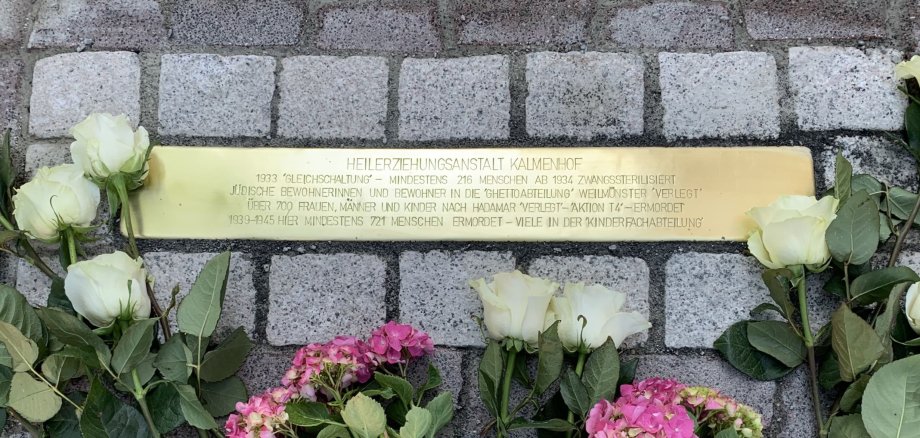 HEILERZIEHUNGSANSTALT KALMENHOF
1933 "GLEICHSCHALTUNG" - MINDESTENS 216 MENSCHEN AB 1934 ZWANGSSTERILISIERT
JÜDISCHE BEWOHNERINNEN UND BEWOHNER IN DIE "GHETTOABTEILUNG" WEILMÜNSTER "VERLEGT"
ÜBER 700 FRAUEN, MÄNNER UND KINDER NACH HADAMAR "VERLEGT"-"AKTION T4"-ERMORDET
1939-1945 HIER MINDESTENS 721 MENSCHEN ERMORDET - VIELE IN DER "KINDERFACHABTEILUNG"